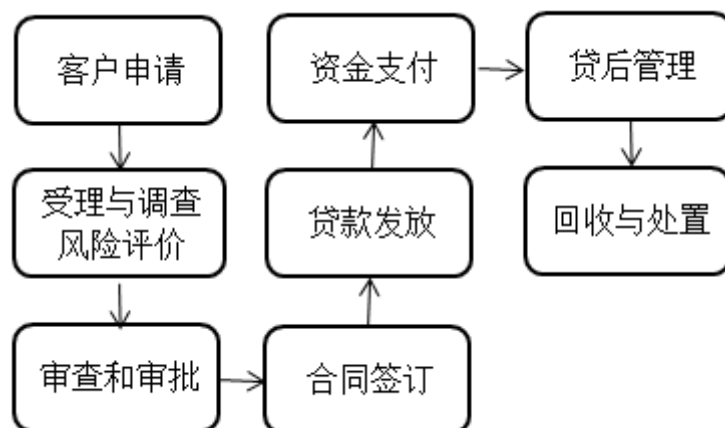 客户申请
受理与调查
风险评价
审查和审批
合同签订
贷款发放
资金支付
贷后管理
回收与处置